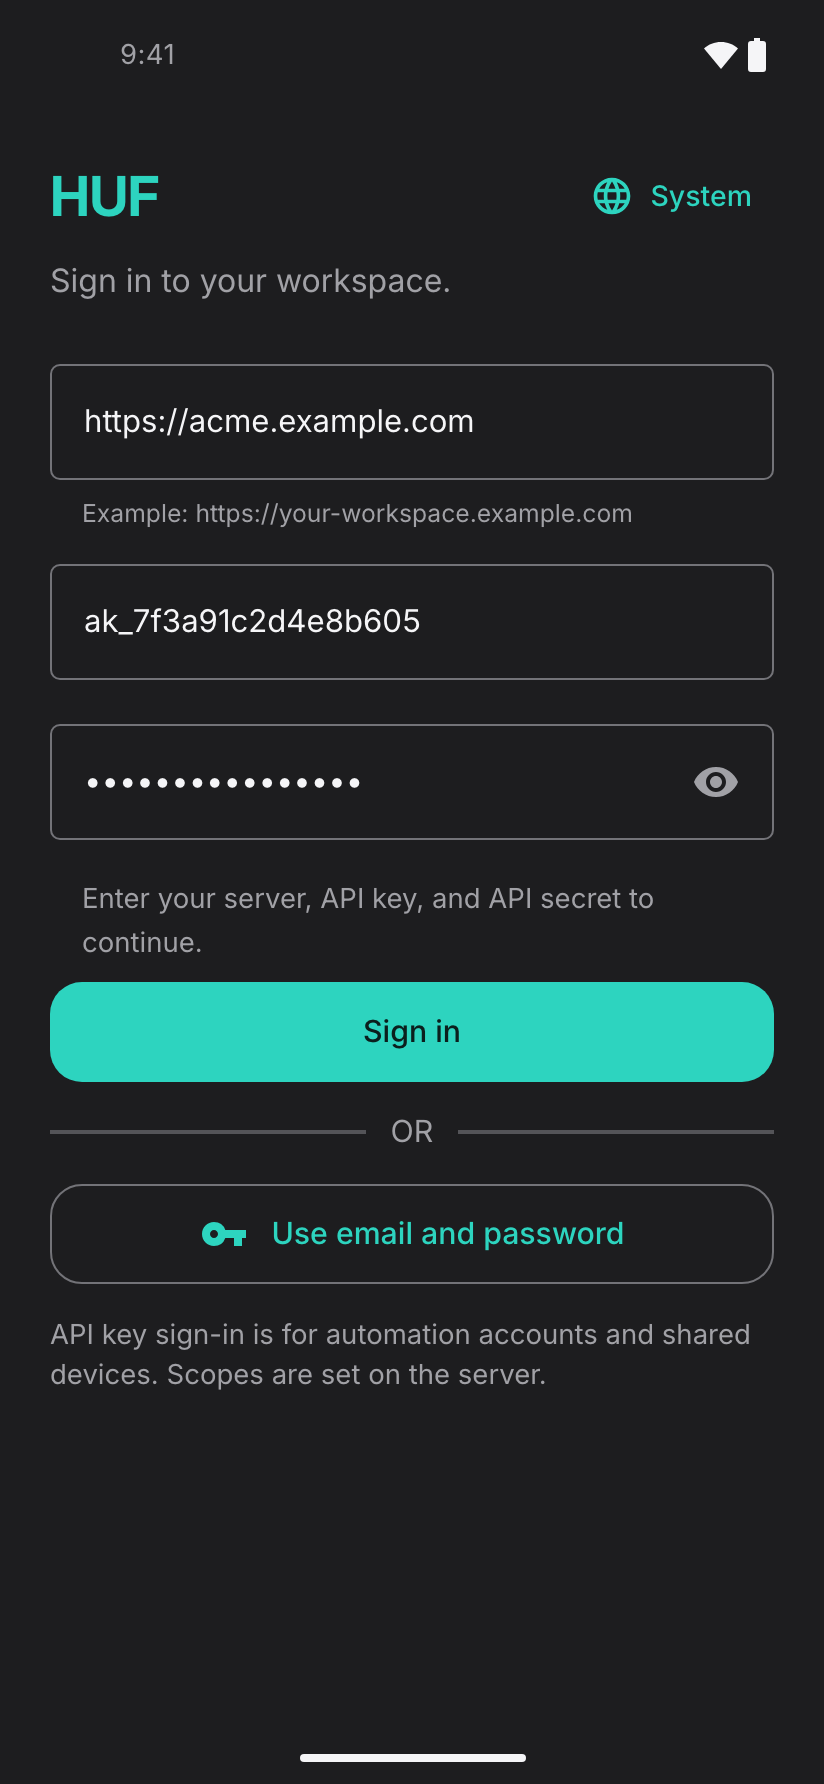 9:41
HUF
System
Sign in to your workspace.
https://acme.example.com
Example: https://your-workspace.example.com
ak_7f3a91c2d4e8b605
••••••••••••••••
Enter your server, API key, and API secret to
continue.
Sign in
OR
Use email and password
API key sign-in is for automation accounts and shared
devices. Scopes are set on the server.